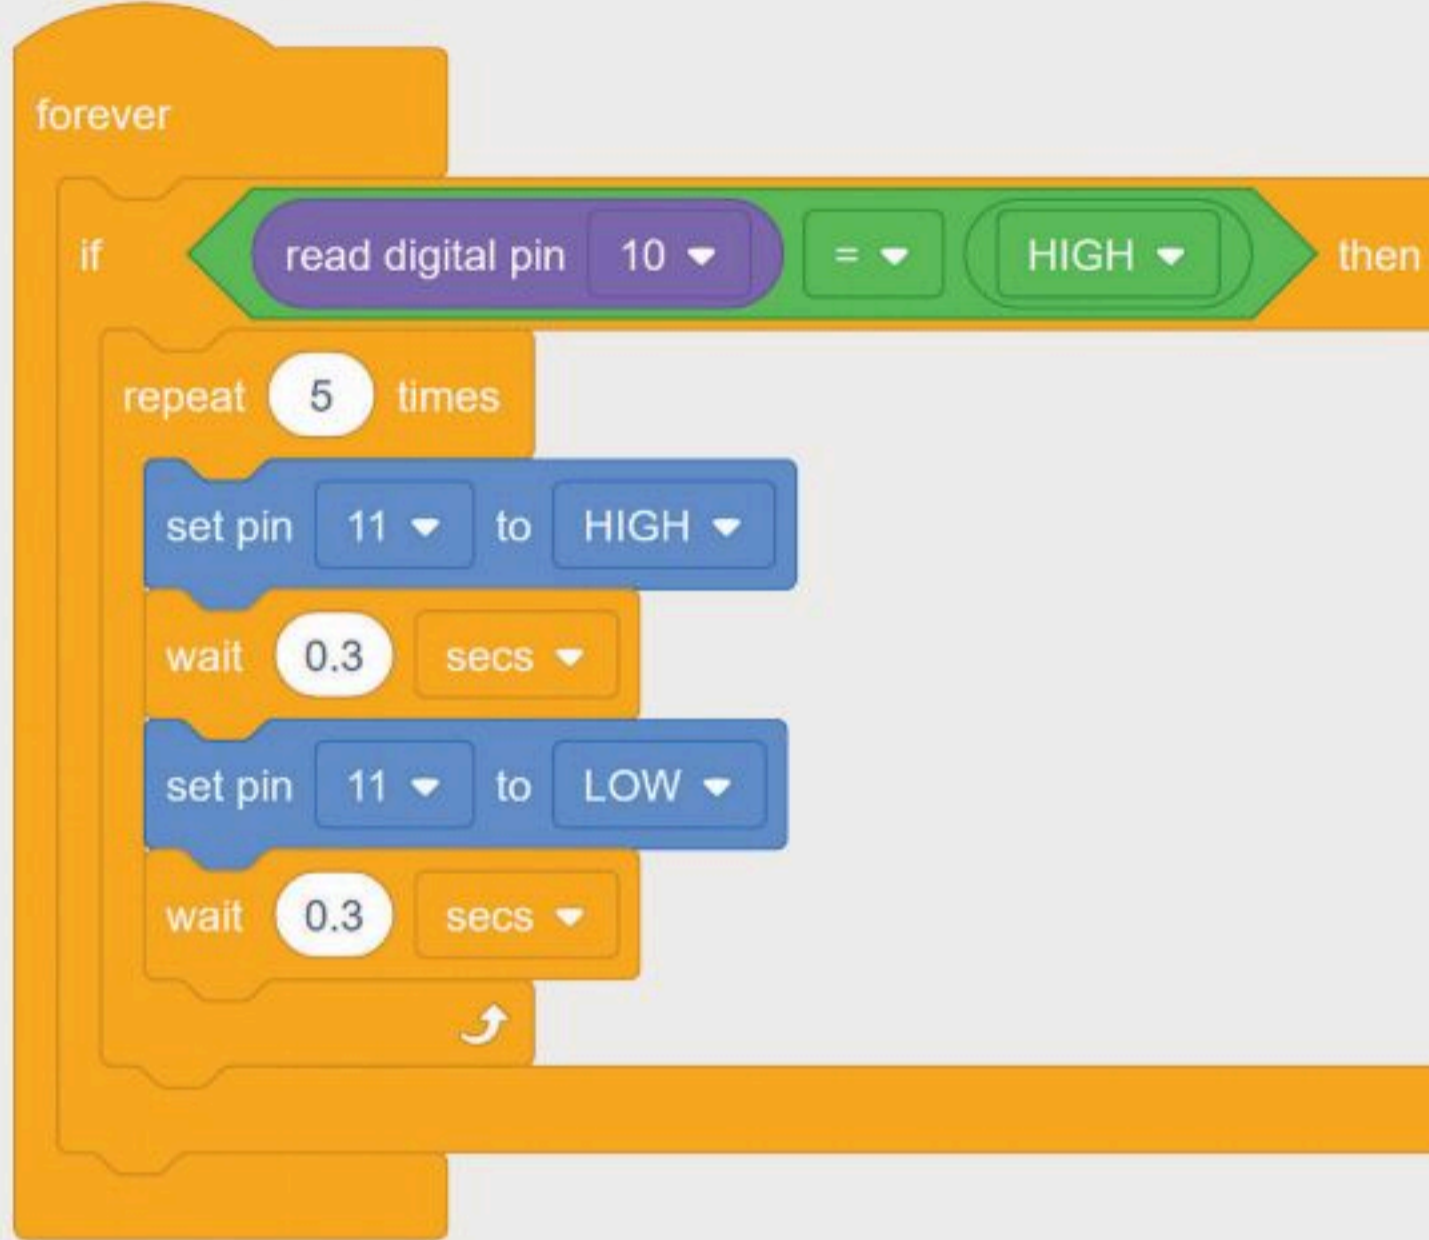 forever
if read digital pin 10 = HIGH then
repeat 5 times
set pin 11 to HIGH
wait 0.3 secs
set pin 11 to LOW
wait 0.3 secs